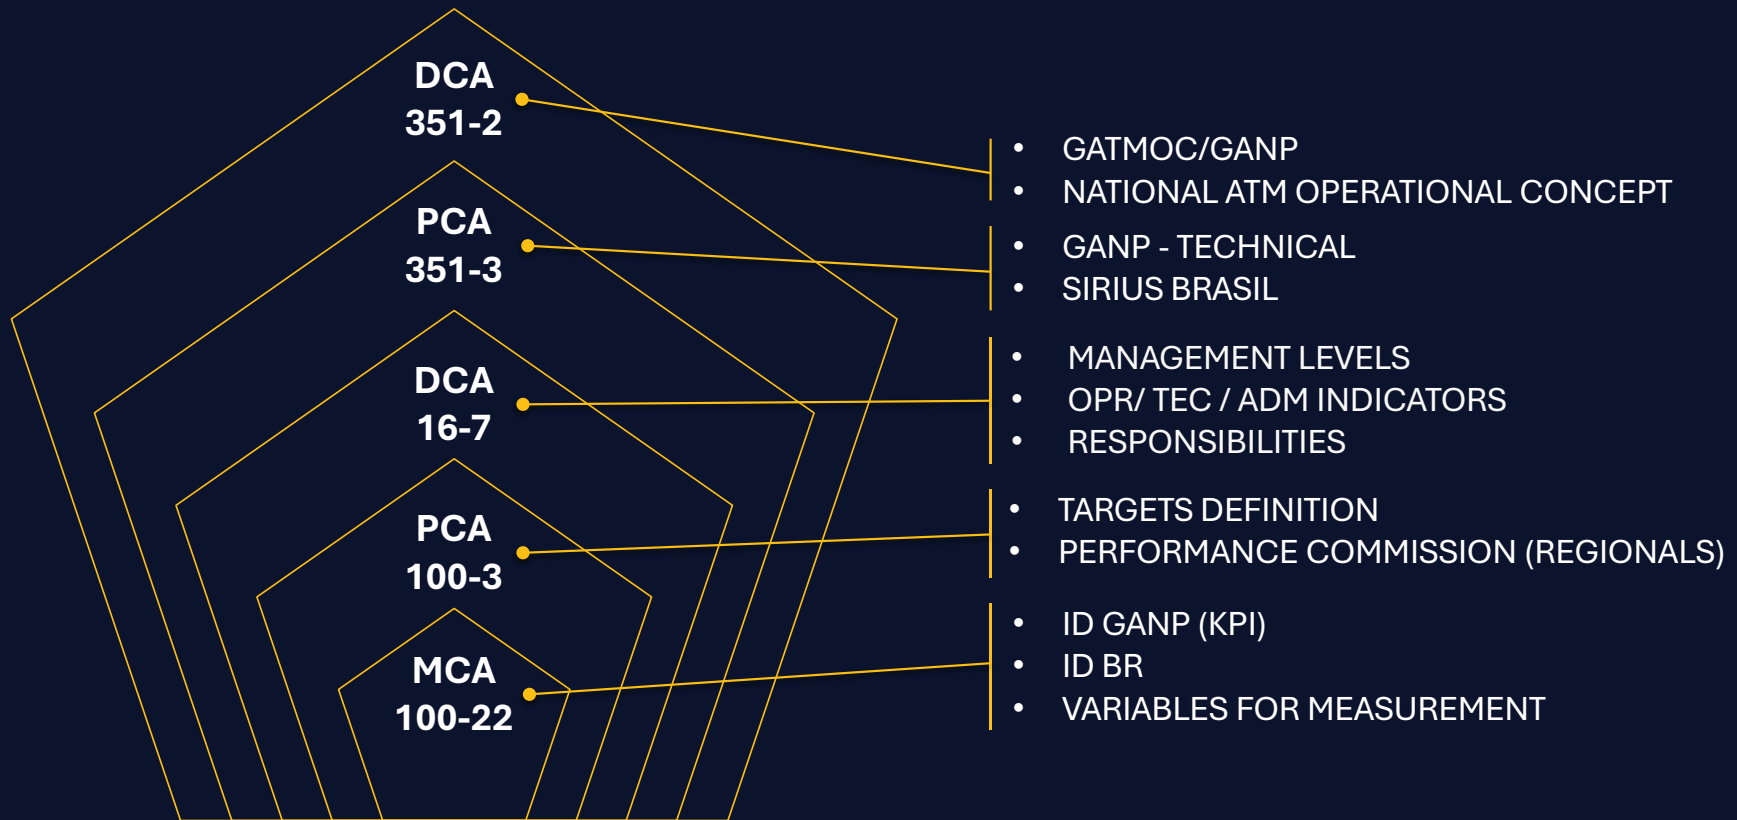 DCA
351-2
• GATMOC/GANP
• NATIONAL ATM OPERATIONAL CONCEPT
PCA
351-3
• GANP - TECHNICAL
• SIRIUS BRASIL
DCA
16-7
• MANAGEMENT LEVELS
• OPR/ TEC / ADM INDICATORS
• RESPONSIBILITIES
PCA
100-3
• TARGETS DEFINITION
• PERFORMANCE COMMISSION (REGIONALS)
MCA
100-22
• ID GANP (KPI)
• ID BR
• VARIABLES FOR MEASUREMENT